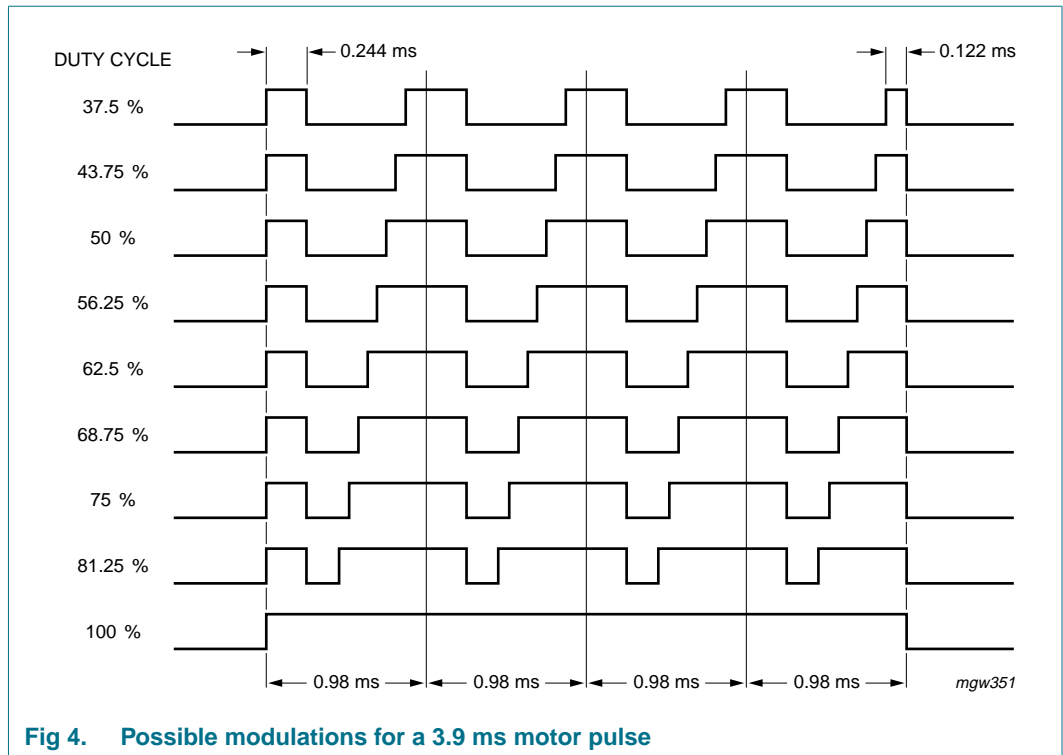 0.244 ms
0.122 ms
DUTY CYCLE
37.5 %
43.75 %
50 %
56.25 %
62.5 %
68.75 %
75 %
81.25 %
100 %
0.98 ms 0.98 ms 0.98 ms 0.98 ms
mgw351
Fig 4. Possible modulations for a 3.9 ms motor pulse